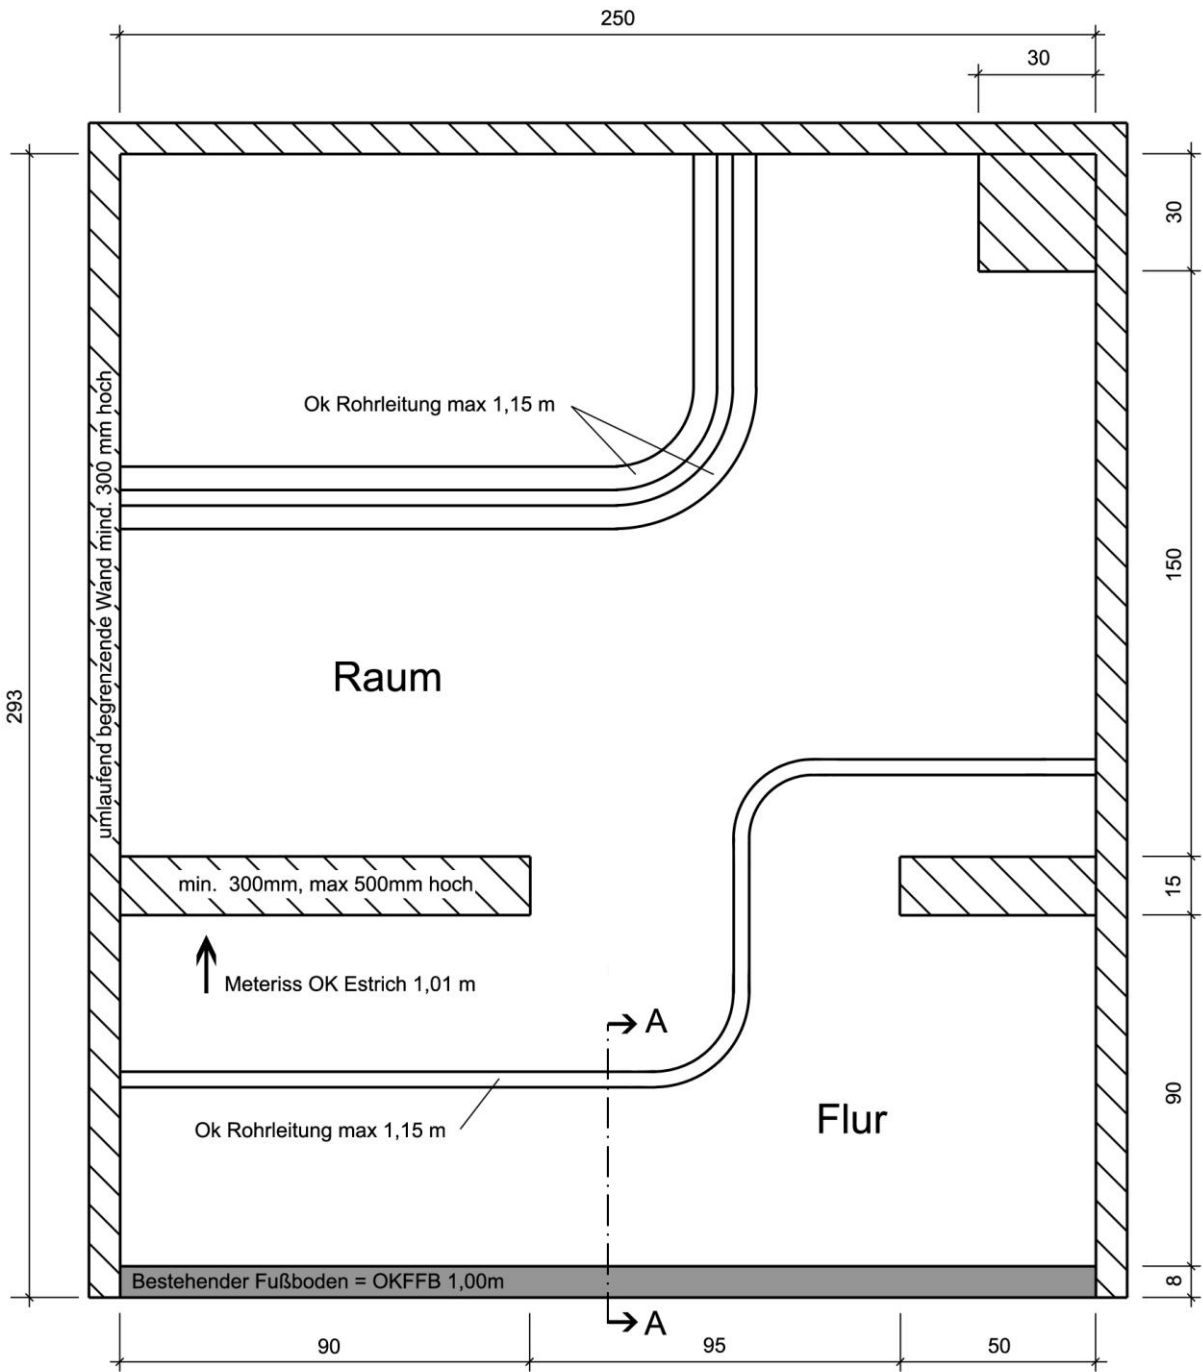 250
30
30
Ok Rohrleitung max 1,15 m
umlaufend begrenzende Wand mind. 300 mm hoch
150
Raum
293
min. 300mm, max 500mm hoch
15
Meteriss OK Estrich 1,01 m
A
90
Flur
Ok Rohrleitung max 1,15 m
Bestehender Fußboden = OKFFB 1,00m
8
A
90
95
50